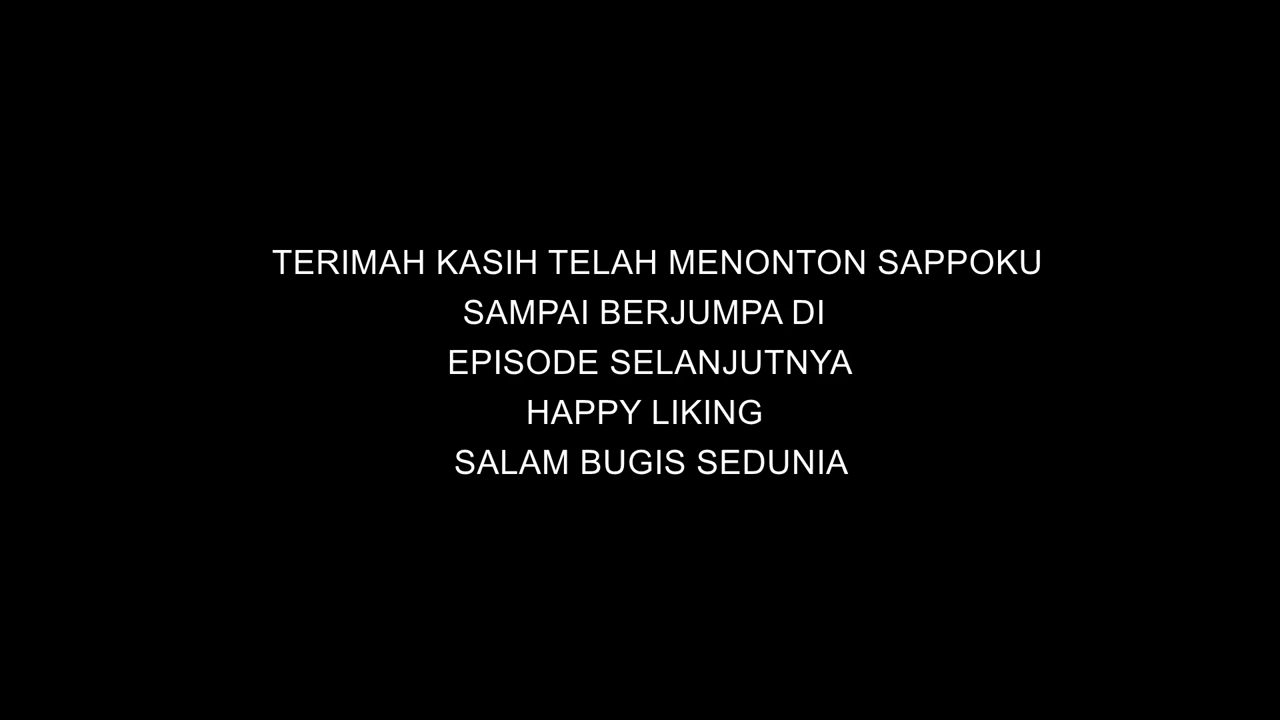 TERIMAH KASIH TELAH MENONTON SAPPOKU
SAMPAI BERJUMPA DI
EPISODE SELANJUTNYA
HAPPY LIKING
SALAM BUGIS SEDUNIA